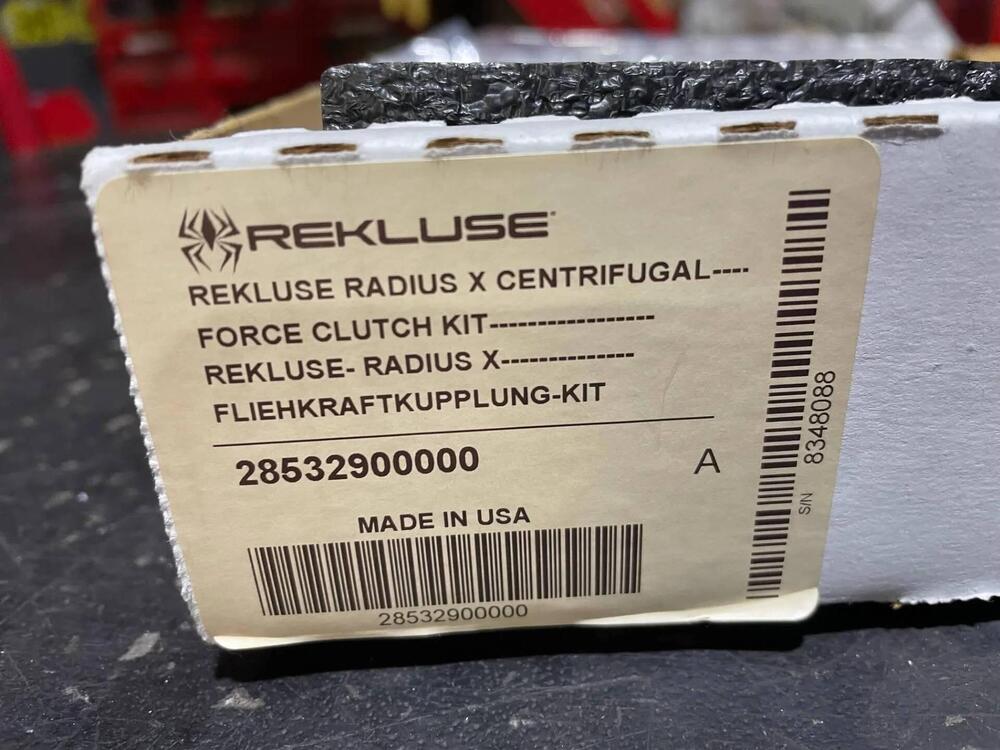 REKLUSE
REKLUSE RADIUS X CENTRIFUGAL----
FORCE CLUTCH KIT------------------
REKLUSE- RADIUS X--------------
FLIEHKRAFTKUPPLUNG-KIT
28532900000
A
MADE IN USA
28532900000
S/N 8348088